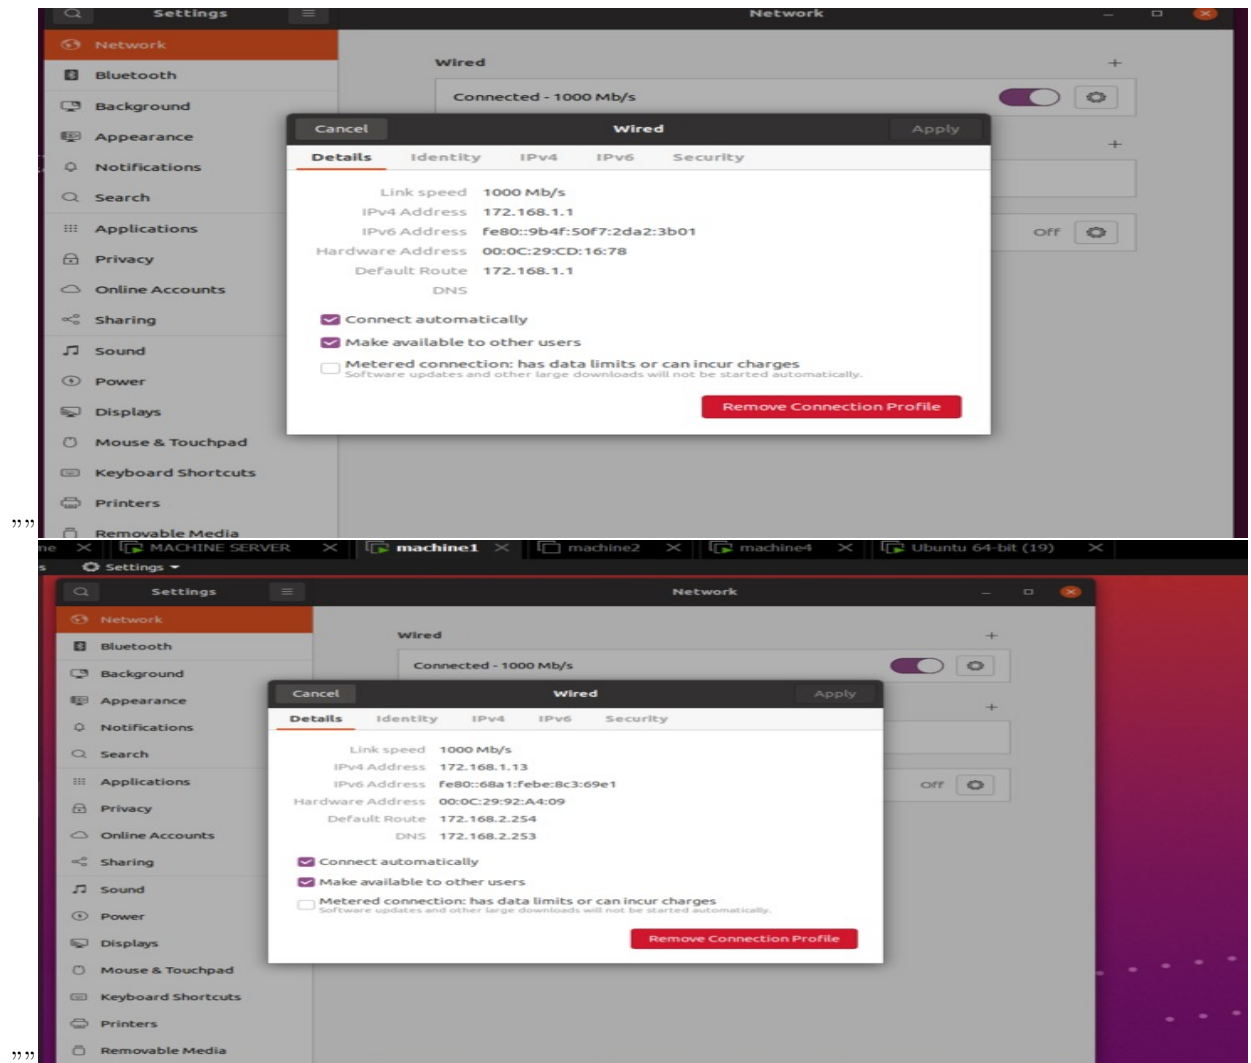 Settings
Network
Network
Bluetooth
Background
Appearance
Notifications
Search
Applications
Privacy
Online Accounts
Sharing
Sound
Power
Displays
Mouse & Touchpad
Keyboard Shortcuts
Printers
Removable Media
Wired
Connected - 1000 Mb/s
Off
Cancel
Wired
Apply
Details Identity IPv4 IPv6 Security
Link speed 1000 Mb/s
IPv4 Address 172.168.1.1
IPv6 Address fe80::9b4f:50f7:2da2:3b01
Hardware Address 00:0C:29:CD:16:78
Default Route 172.168.1.1
DNS
Connect automatically
Make available to other users
Metered connection: has data limits or can incur charges
Software updates and other large downloads will not be started automatically.
Remove Connection Profile
””
me MACHINE SERVER machine1 machine2 machine4 Ubuntu 64-bit (19)
s Settings
Settings
Network
Network
Bluetooth
Background
Appearance
Notifications
Search
Applications
Privacy
Online Accounts
Sharing
Sound
Power
Displays
Mouse & Touchpad
Keyboard Shortcuts
Printers
Removable Media
Wired
Connected - 1000 Mb/s
Off
Cancel
Wired
Apply
Details Identity IPv4 IPv6 Security
Link speed 1000 Mb/s
IPv4 Address 172.168.1.13
IPv6 Address fe80::68a1:febe:8c3:69e1
Hardware Address 00:0C:29:92:A4:09
Default Route 172.168.2.254
DNS 172.168.2.253
Connect automatically
Make available to other users
Metered connection: has data limits or can incur charges
Software updates and other large downloads will not be started automatically.
Remove Connection Profile
””